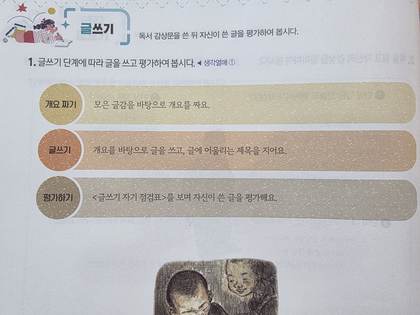 글쓰기
독서 감상문을 쓴 뒤 자신이 쓴 글을 평가하여 봅시다.
1. 글쓰기 단계에 따라 글을 쓰고 평가하여 봅시다. ◀ 생각열매 ①
개요 짜기
모은 글감을 바탕으로 개요를 짜요.
글쓰기
개요를 바탕으로 글을 쓰고, 글에 어울리는 제목을 지어요.
평가하기
<글쓰기 자기 점검표>를 보며 자신이 쓴 글을 평가해요.